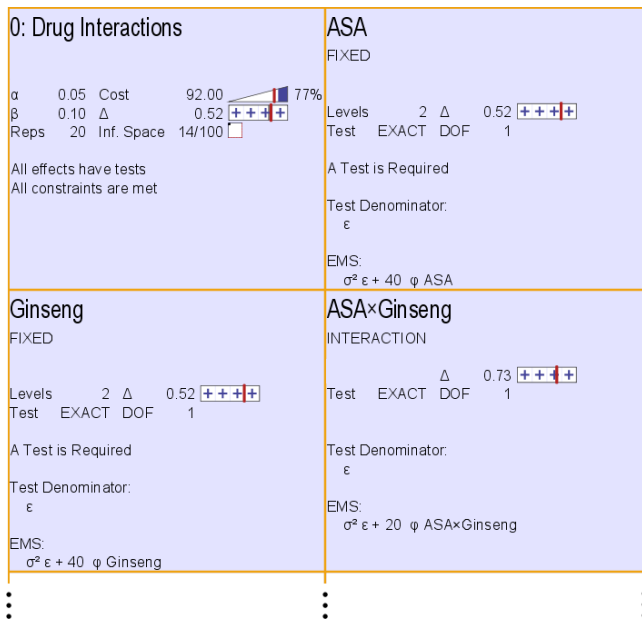 0: Drug Interactions
α 0.05 Cost 92.00 77%
β 0.10 Δ 0.52
Reps 20 Inf. Space 14/100
All effects have tests
All constraints are met
ASA
FIXED
Levels 2 Δ 0.52
Test EXACT DOF 1
A Test is Required
Test Denominator:
ε
EMS:
σ² ε + 40 φ ASA
Ginseng
FIXED
Levels 2 Δ 0.52
Test EXACT DOF 1
A Test is Required
Test Denominator:
ε
EMS:
σ² ε + 40 φ Ginseng
ASA×Ginseng
INTERACTION
Δ 0.73
Test EXACT DOF 1
Test Denominator:
ε
EMS:
σ² ε + 20 φ ASA×Ginseng